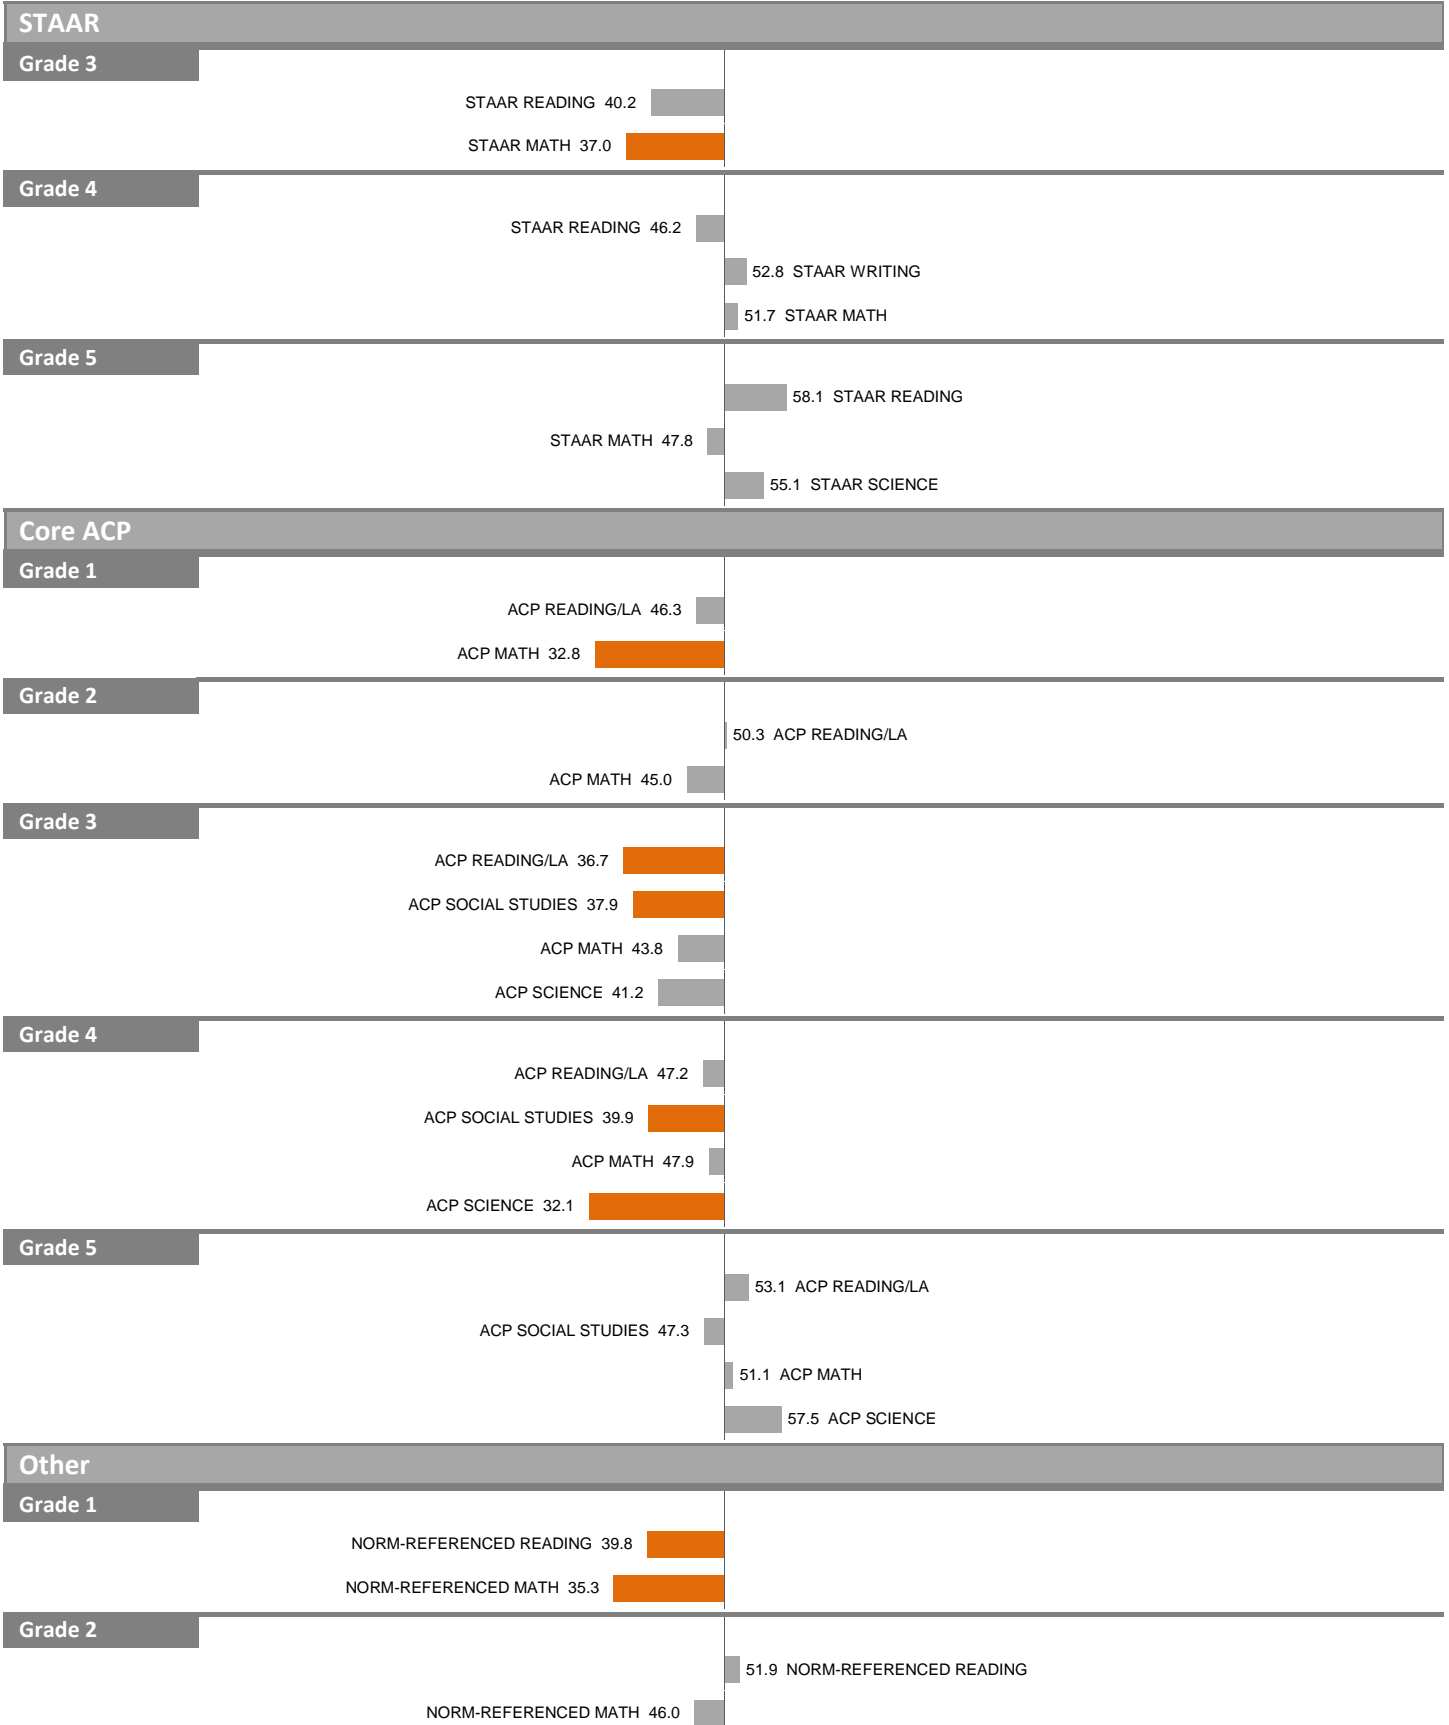 STAAR
Grade 3
STAAR READING 40.2
STAAR MATH 37.0
Grade 4
STAAR READING 46.2
52.8 STAAR WRITING
51.7 STAAR MATH
Grade 5
58.1 STAAR READING
STAAR MATH 47.8
55.1 STAAR SCIENCE
Core ACP
Grade 1
ACP READING/LA 46.3
ACP MATH 32.8
Grade 2
50.3 ACP READING/LA
ACP MATH 45.0
Grade 3
ACP READING/LA 36.7
ACP SOCIAL STUDIES 37.9
ACP MATH 43.8
ACP SCIENCE 41.2
Grade 4
ACP READING/LA 47.2
ACP SOCIAL STUDIES 39.9
ACP MATH 47.9
ACP SCIENCE 32.1
Grade 5
53.1 ACP READING/LA
ACP SOCIAL STUDIES 47.3
51.1 ACP MATH
57.5 ACP SCIENCE
Other
Grade 1
NORM-REFERENCED READING 39.8
NORM-REFERENCED MATH 35.3
Grade 2
51.9 NORM-REFERENCED READING
NORM-REFERENCED MATH 46.0